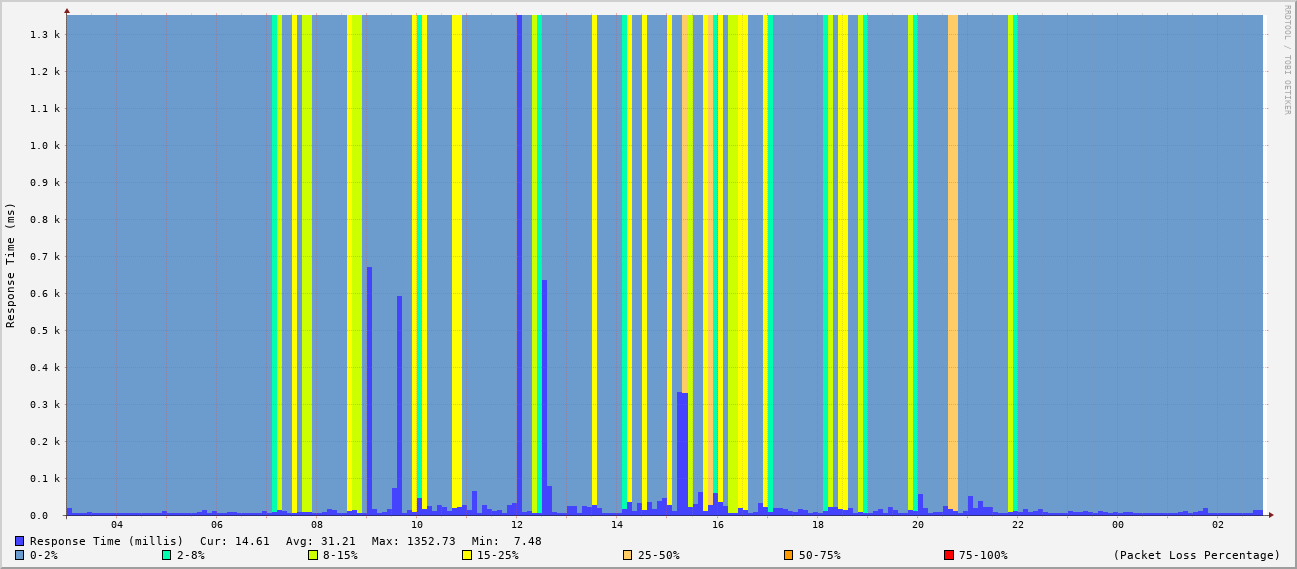 RRDTOOL / TOBI OETIKER
Response Time (ms)
1.3 k
1.2 k
1.1 k
1.0 k
0.9 k
0.8 k
0.7 k
0.6 k
0.5 k
0.4 k
0.3 k
0.2 k
0.1 k
0.0
04 06 08 10 12 14 16 18 20 22 00 02
Response Time (millis) Cur: 14.61 Avg: 31.21 Max: 1352.73 Min: 7.48
0-2% 2-8% 8-15% 15-25% 25-50% 50-75% 75-100% (Packet Loss Percentage)